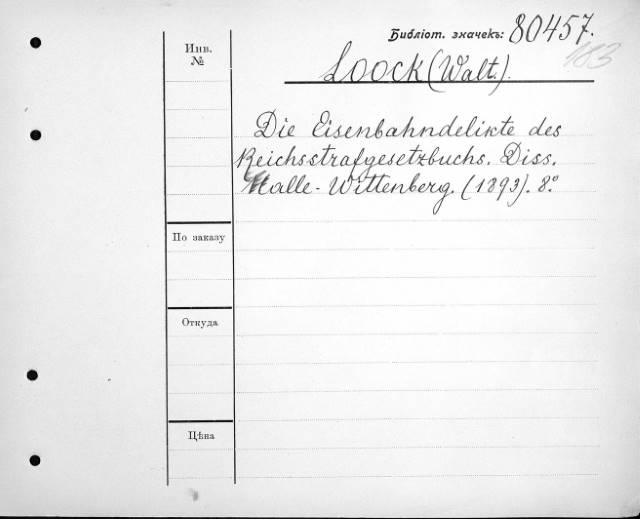 Библіот. значекъ: 80457.
183
Инв.
№
Loock (Walt.).
Die Eisenbahndelikte des
Reichsstrafgesetzbuchs. Diss.
Halle-Wittenberg. (1893). 8.°
По заказу
Откуда
Цѣна